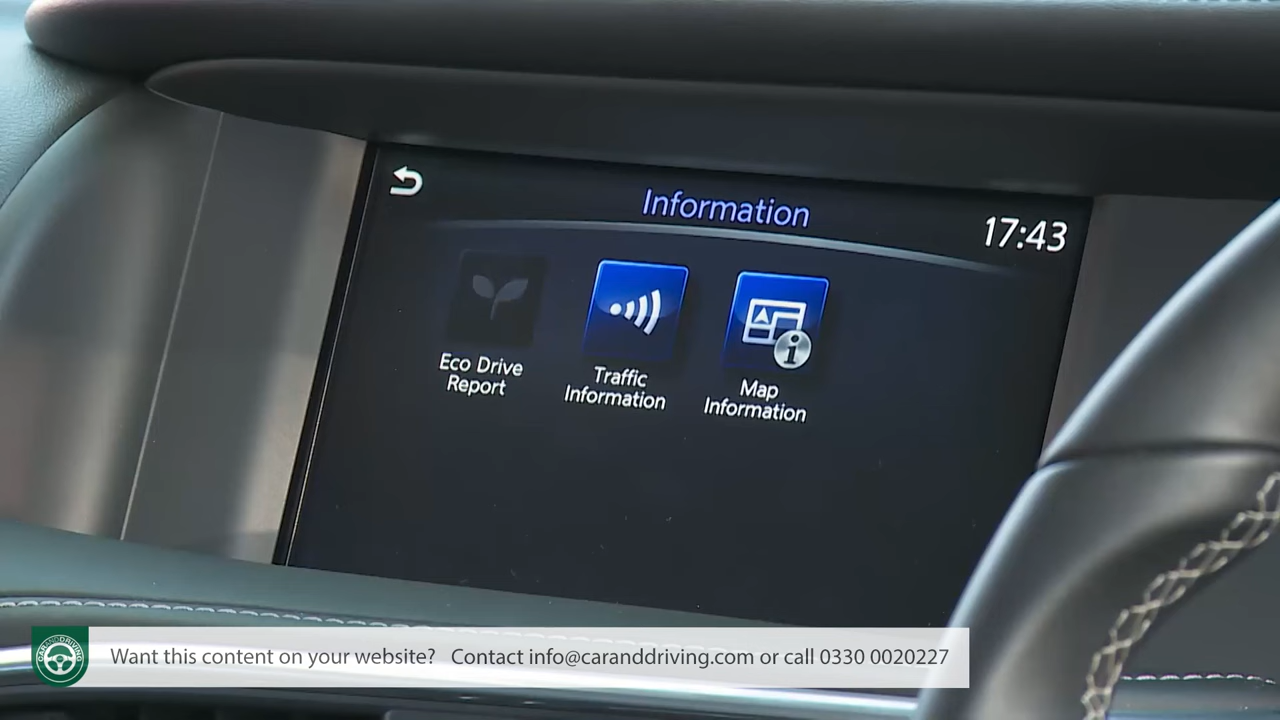 Information
17:43
Eco Drive
Report
Traffic
Information
Map
Information
CARANDDRIVING
Want this content on your website? Contact info@caranddriving.com or call 0330 0020227